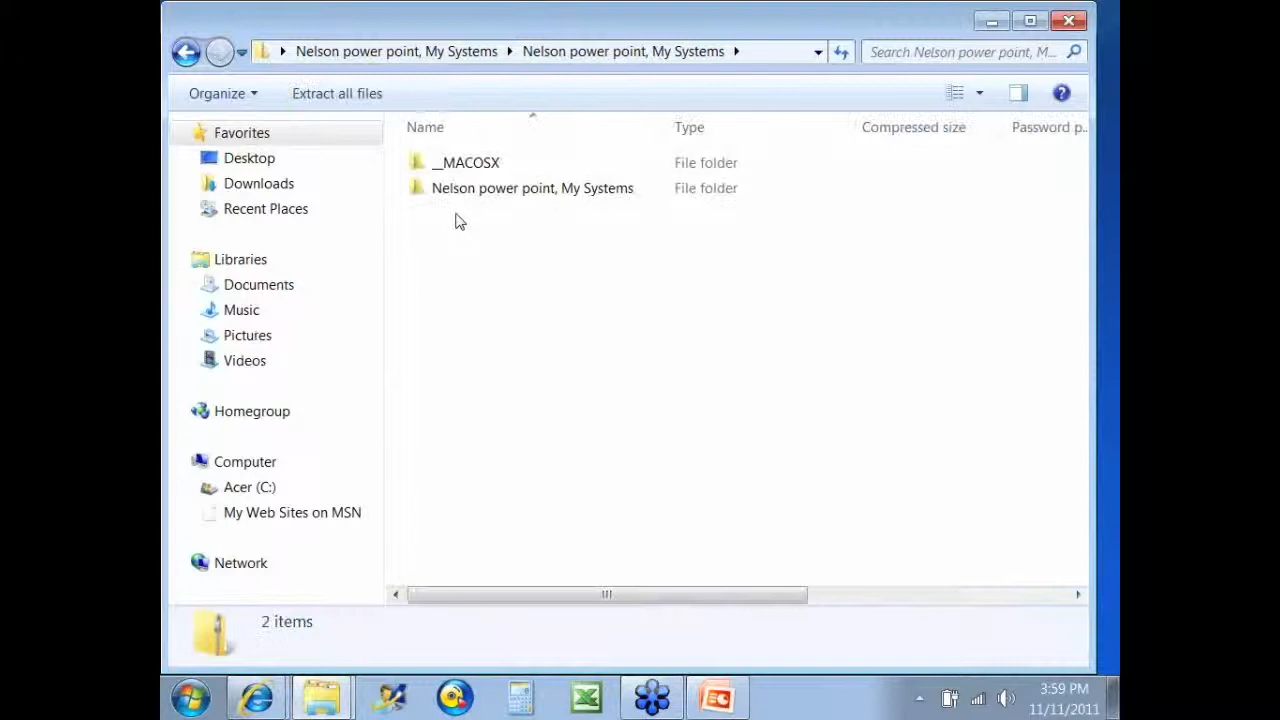 Nelson power point, My Systems Nelson power point, My Systems Search Nelson power point, M...
Organize Extract all files
Name Type Compressed size Password p...
__MACOSX File folder
Nelson power point, My Systems File folder
Favorites
Desktop
Downloads
Recent Places
Libraries
Documents
Music
Pictures
Videos
Homegroup
Computer
Acer (C:)
My Web Sites on MSN
Network
2 items
3:59 PM
11/11/2011